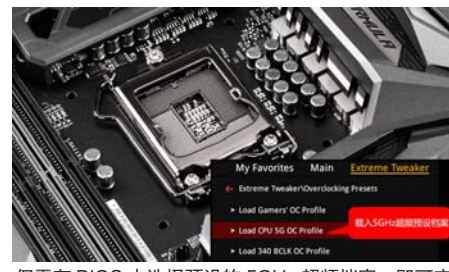 RMULA
My Favorites Main Extreme Tweaker
← Extreme Tweaker\Overclocking Presets
► Load Gamers' OC Profile
► Load CPU 5G OC Profile
载入5GHz超频预设档案
► Load 340 BCLK OC Profile